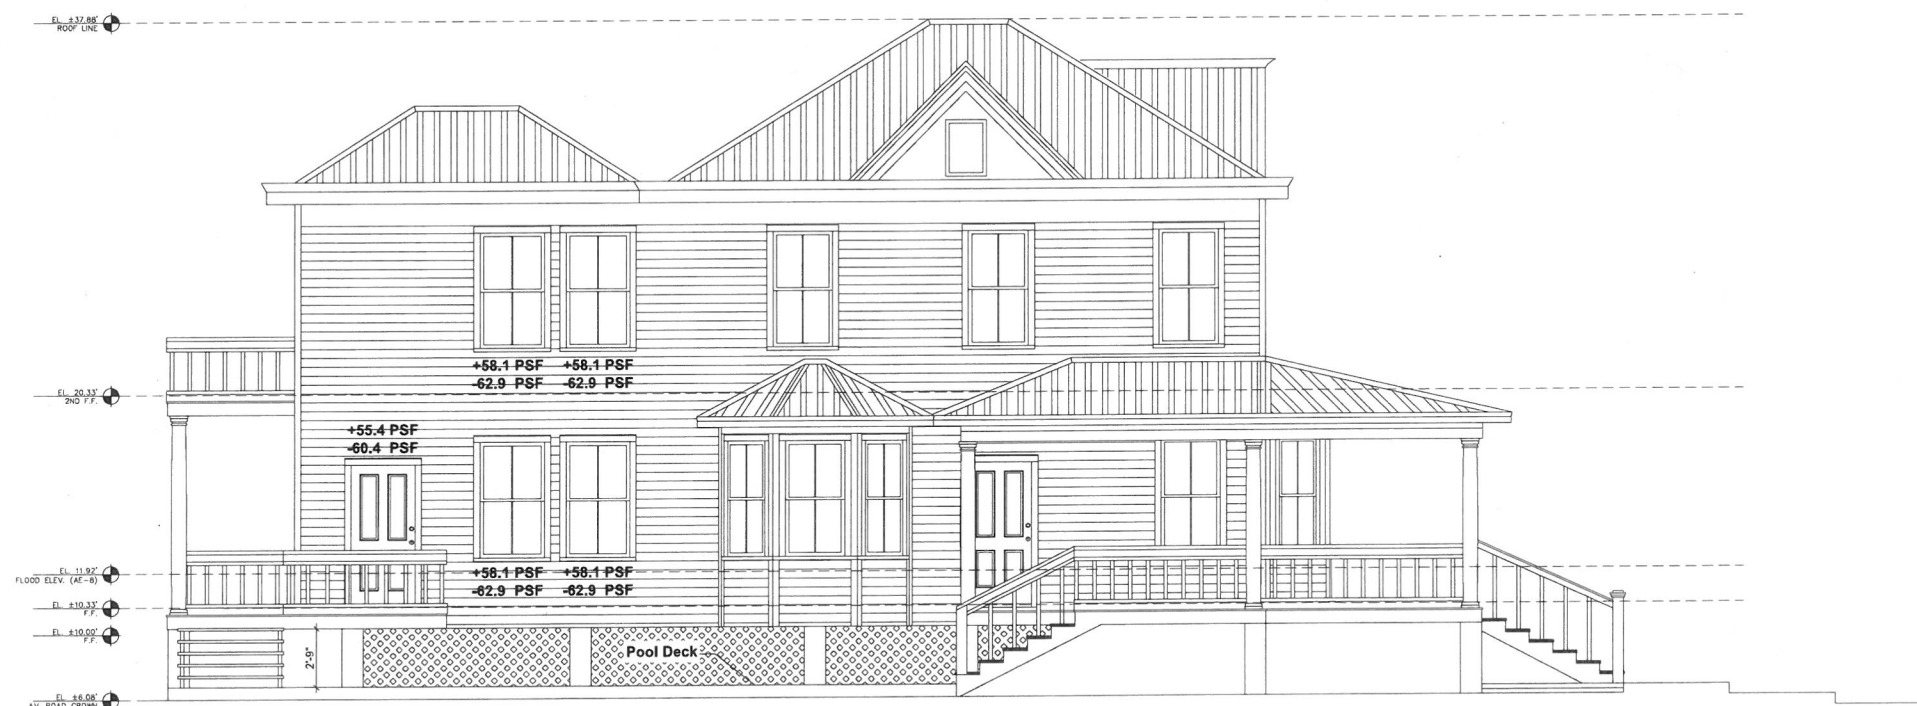 EL. ±37.88'
ROOF LINE
+58.1 PSF +58.1 PSF
-62.9 PSF -62.9 PSF
EL. 20.33'
2ND F.F.
+55.4 PSF
-60.4 PSF
EL. 11.92'
FLOOD ELEV. (AE-8)
+58.1 PSF +58.1 PSF
-62.9 PSF -62.9 PSF
EL. ±10.33'
F.F.
EL. ±10.00'
F.F.
2'-9"
Pool Deck
EL. ±6.08'
AV. ROAD CROWN